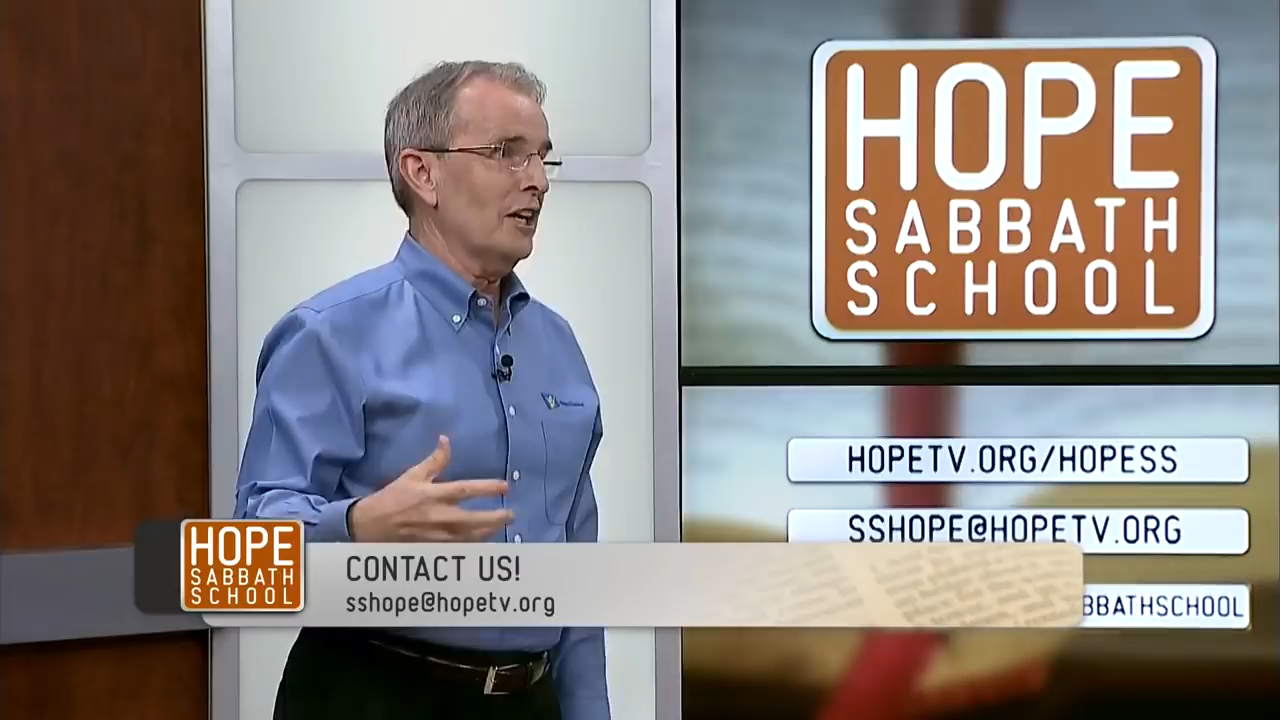 HOPE
SABBATH
SCHOOL
HOPETV.ORG/HOPESS
SSHOPE@HOPETV.ORG
BBATHSCHOOL
HOPE
SABBATH
SCHOOL
CONTACT US!
sshope@hopetv.org